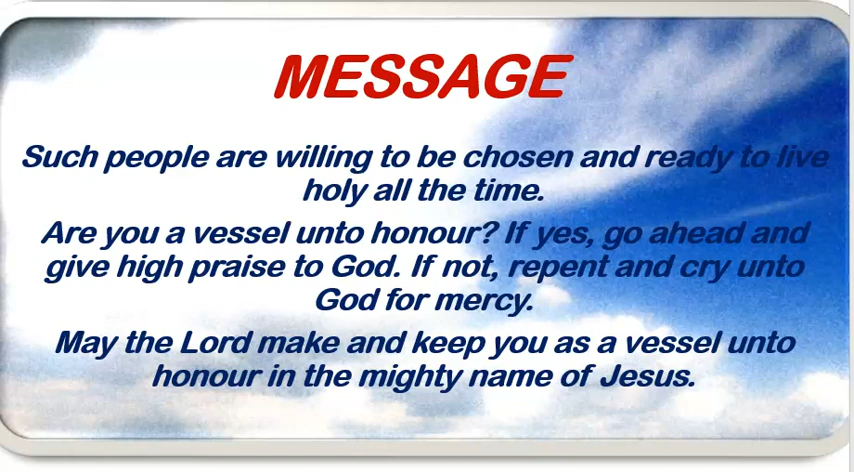 MESSAGE
Such people are willing to be chosen and ready to live
holy all the time.
Are you a vessel unto honour? If yes, go ahead and
give high praise to God. If not, repent and cry unto
God for mercy.
May the Lord make and keep you as a vessel unto
honour in the mighty name of Jesus.